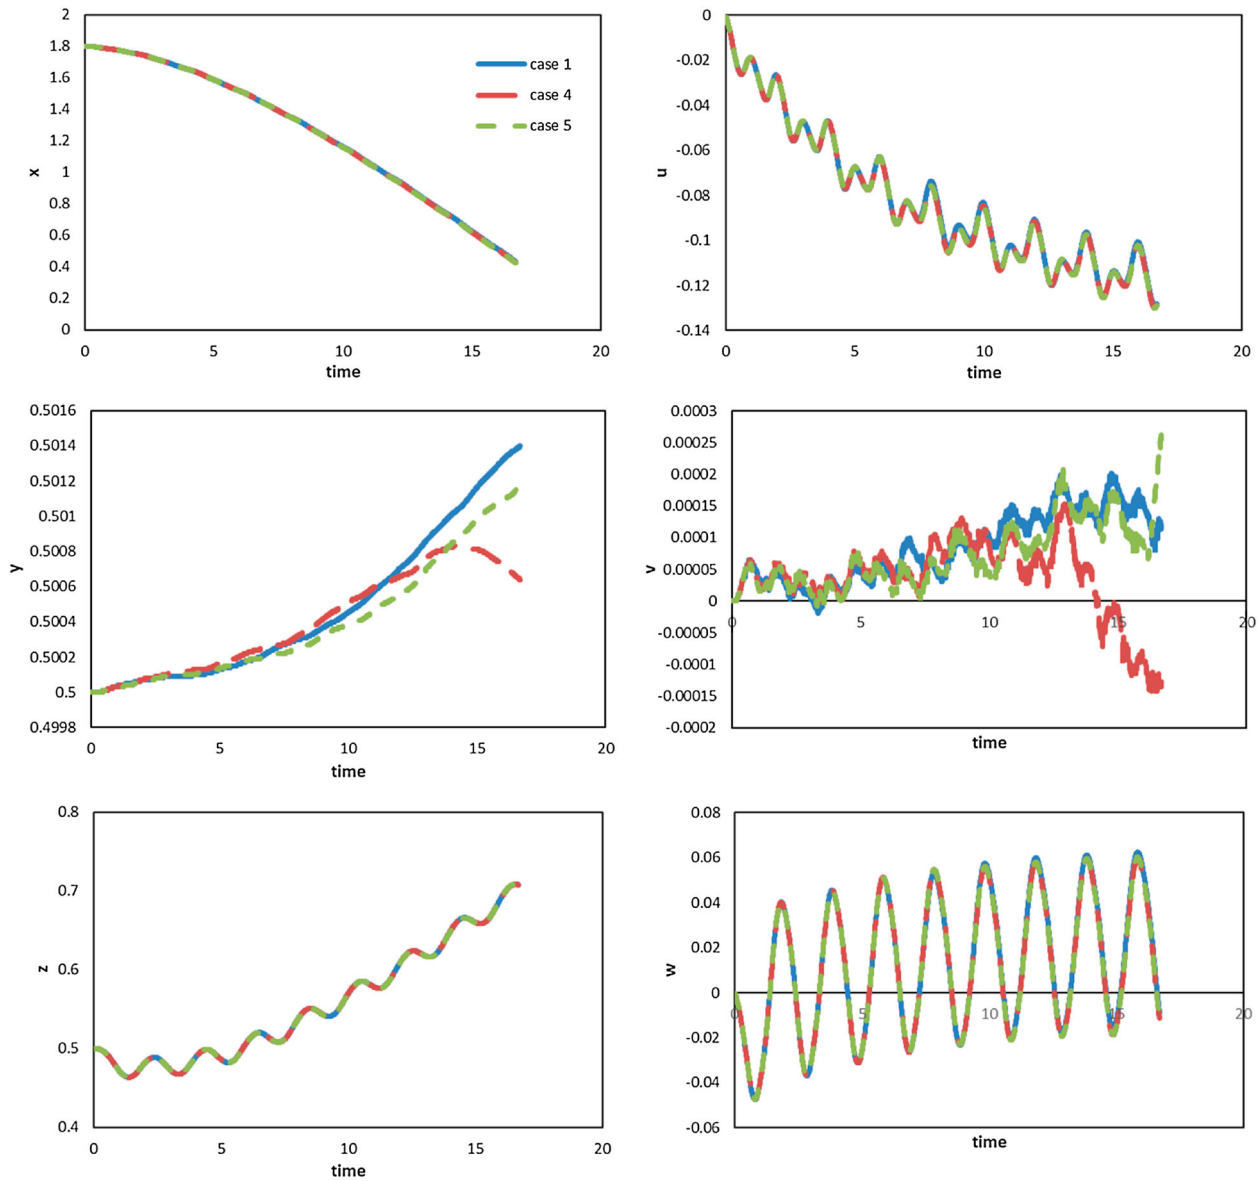 x
2
1.8
1.6
1.4
1.2
1
0.8
0.6
0.4
0.2
0
0 5 10 15 20
time
case 1
case 4
case 5
u
0
-0.02
-0.04
-0.06
-0.08
-0.1
-0.12
-0.14
0 5 10 15 20
time
y
0.5016
0.5014
0.5012
0.501
0.5008
0.5006
0.5004
0.5002
0.5
0.4998
0 5 10 15 20
time
v
0.0003
0.00025
0.0002
0.00015
0.0001
0.00005
0
-0.00005
-0.0001
-0.00015
-0.0002
0 5 10 15 20
time
z
0.8
0.7
0.6
0.5
0.4
0 5 10 15 20
time
w
0.08
0.06
0.04
0.02
0
-0.02
-0.04
-0.06
0 5 10 15 20
time